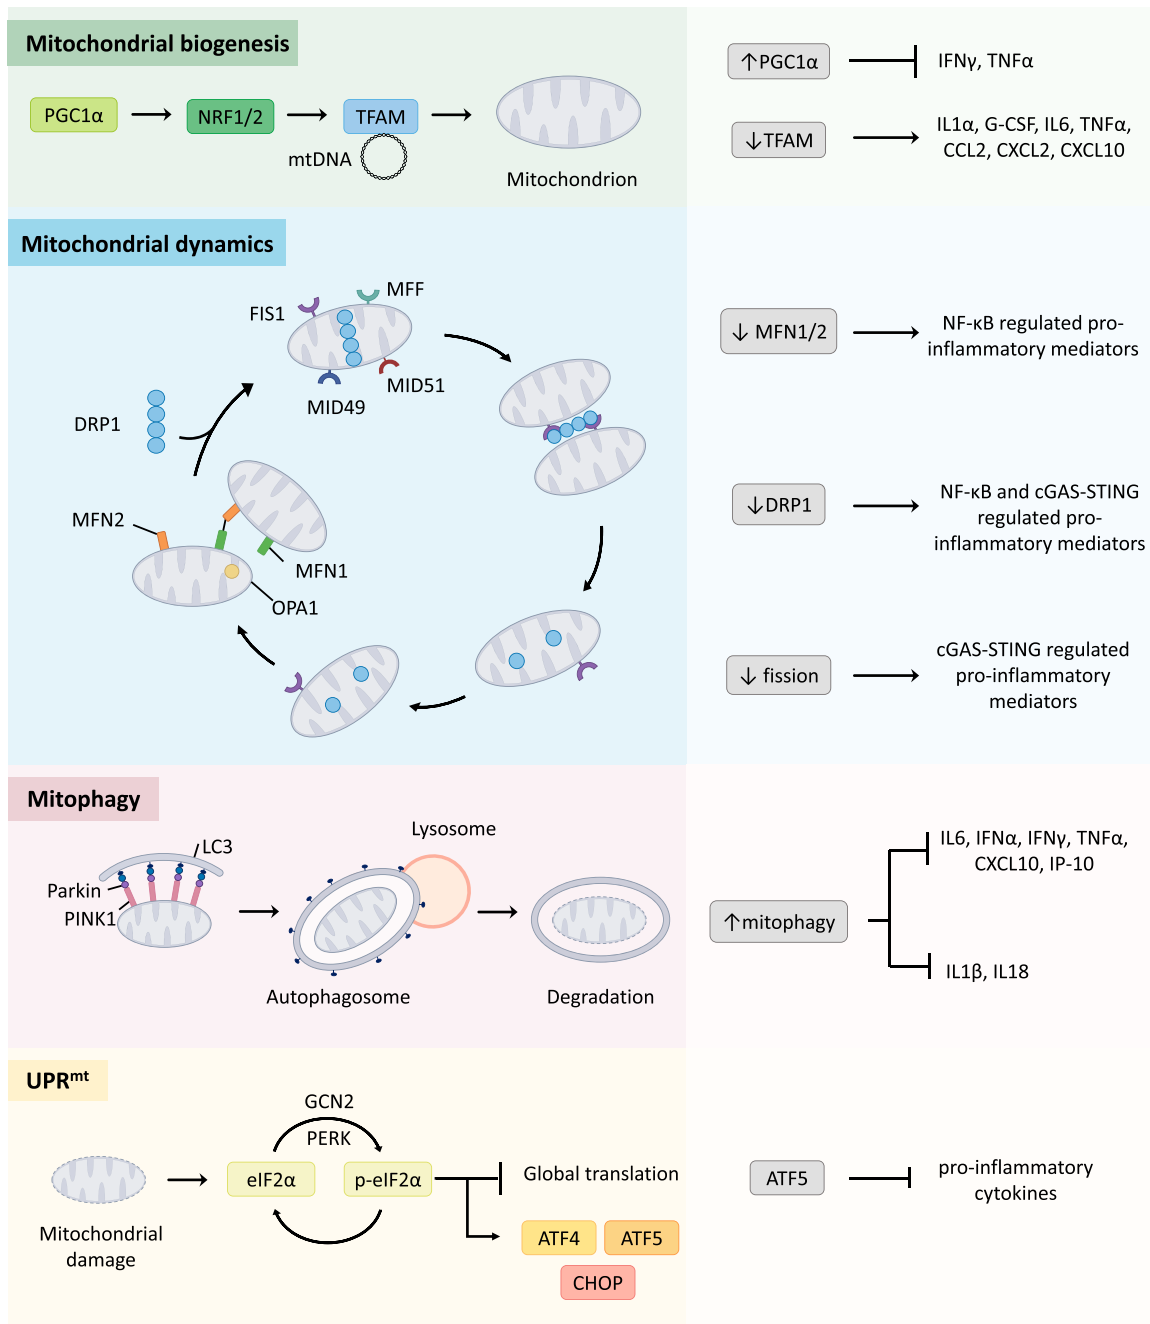 Mitochondrial biogenesis
PGC1α
NRF1/2
TFAM
mtDNA
Mitochondrion
↑PGC1α
IFNγ, TNFα
↓TFAM
IL1α, G-CSF, IL6, TNFα,
CCL2, CXCL2, CXCL10
Mitochondrial dynamics
FIS1
MFF
MID51
MID49
DRP1
MFN2
MFN1
OPA1
↓ MFN1/2
NF-κB regulated pro-
inflammatory mediators
↓DRP1
NF-κB and cGAS-STING
regulated pro-
inflammatory mediators
↓ fission
cGAS-STING regulated
pro-inflammatory
mediators
Mitophagy
LC3
Parkin
PINK1
Lysosome
Autophagosome
Degradation
↑mitophagy
IL6, IFNα, IFNγ, TNFα,
CXCL10, IP-10
IL1β, IL18
UPRᵐᵗ
GCN2
PERK
eIF2α
p-eIF2α
Global translation
Mitochondrial
damage
ATF4
ATF5
CHOP
ATF5
pro-inflammatory
cytokines